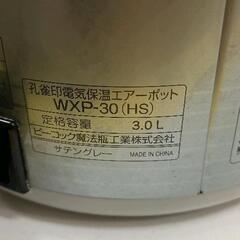 孔雀印電気保温エアーポット
WXP-30(HS)
定格容量 3.0L
ピーコック魔法瓶工業株式会社
サテングレー MADE IN CHINA